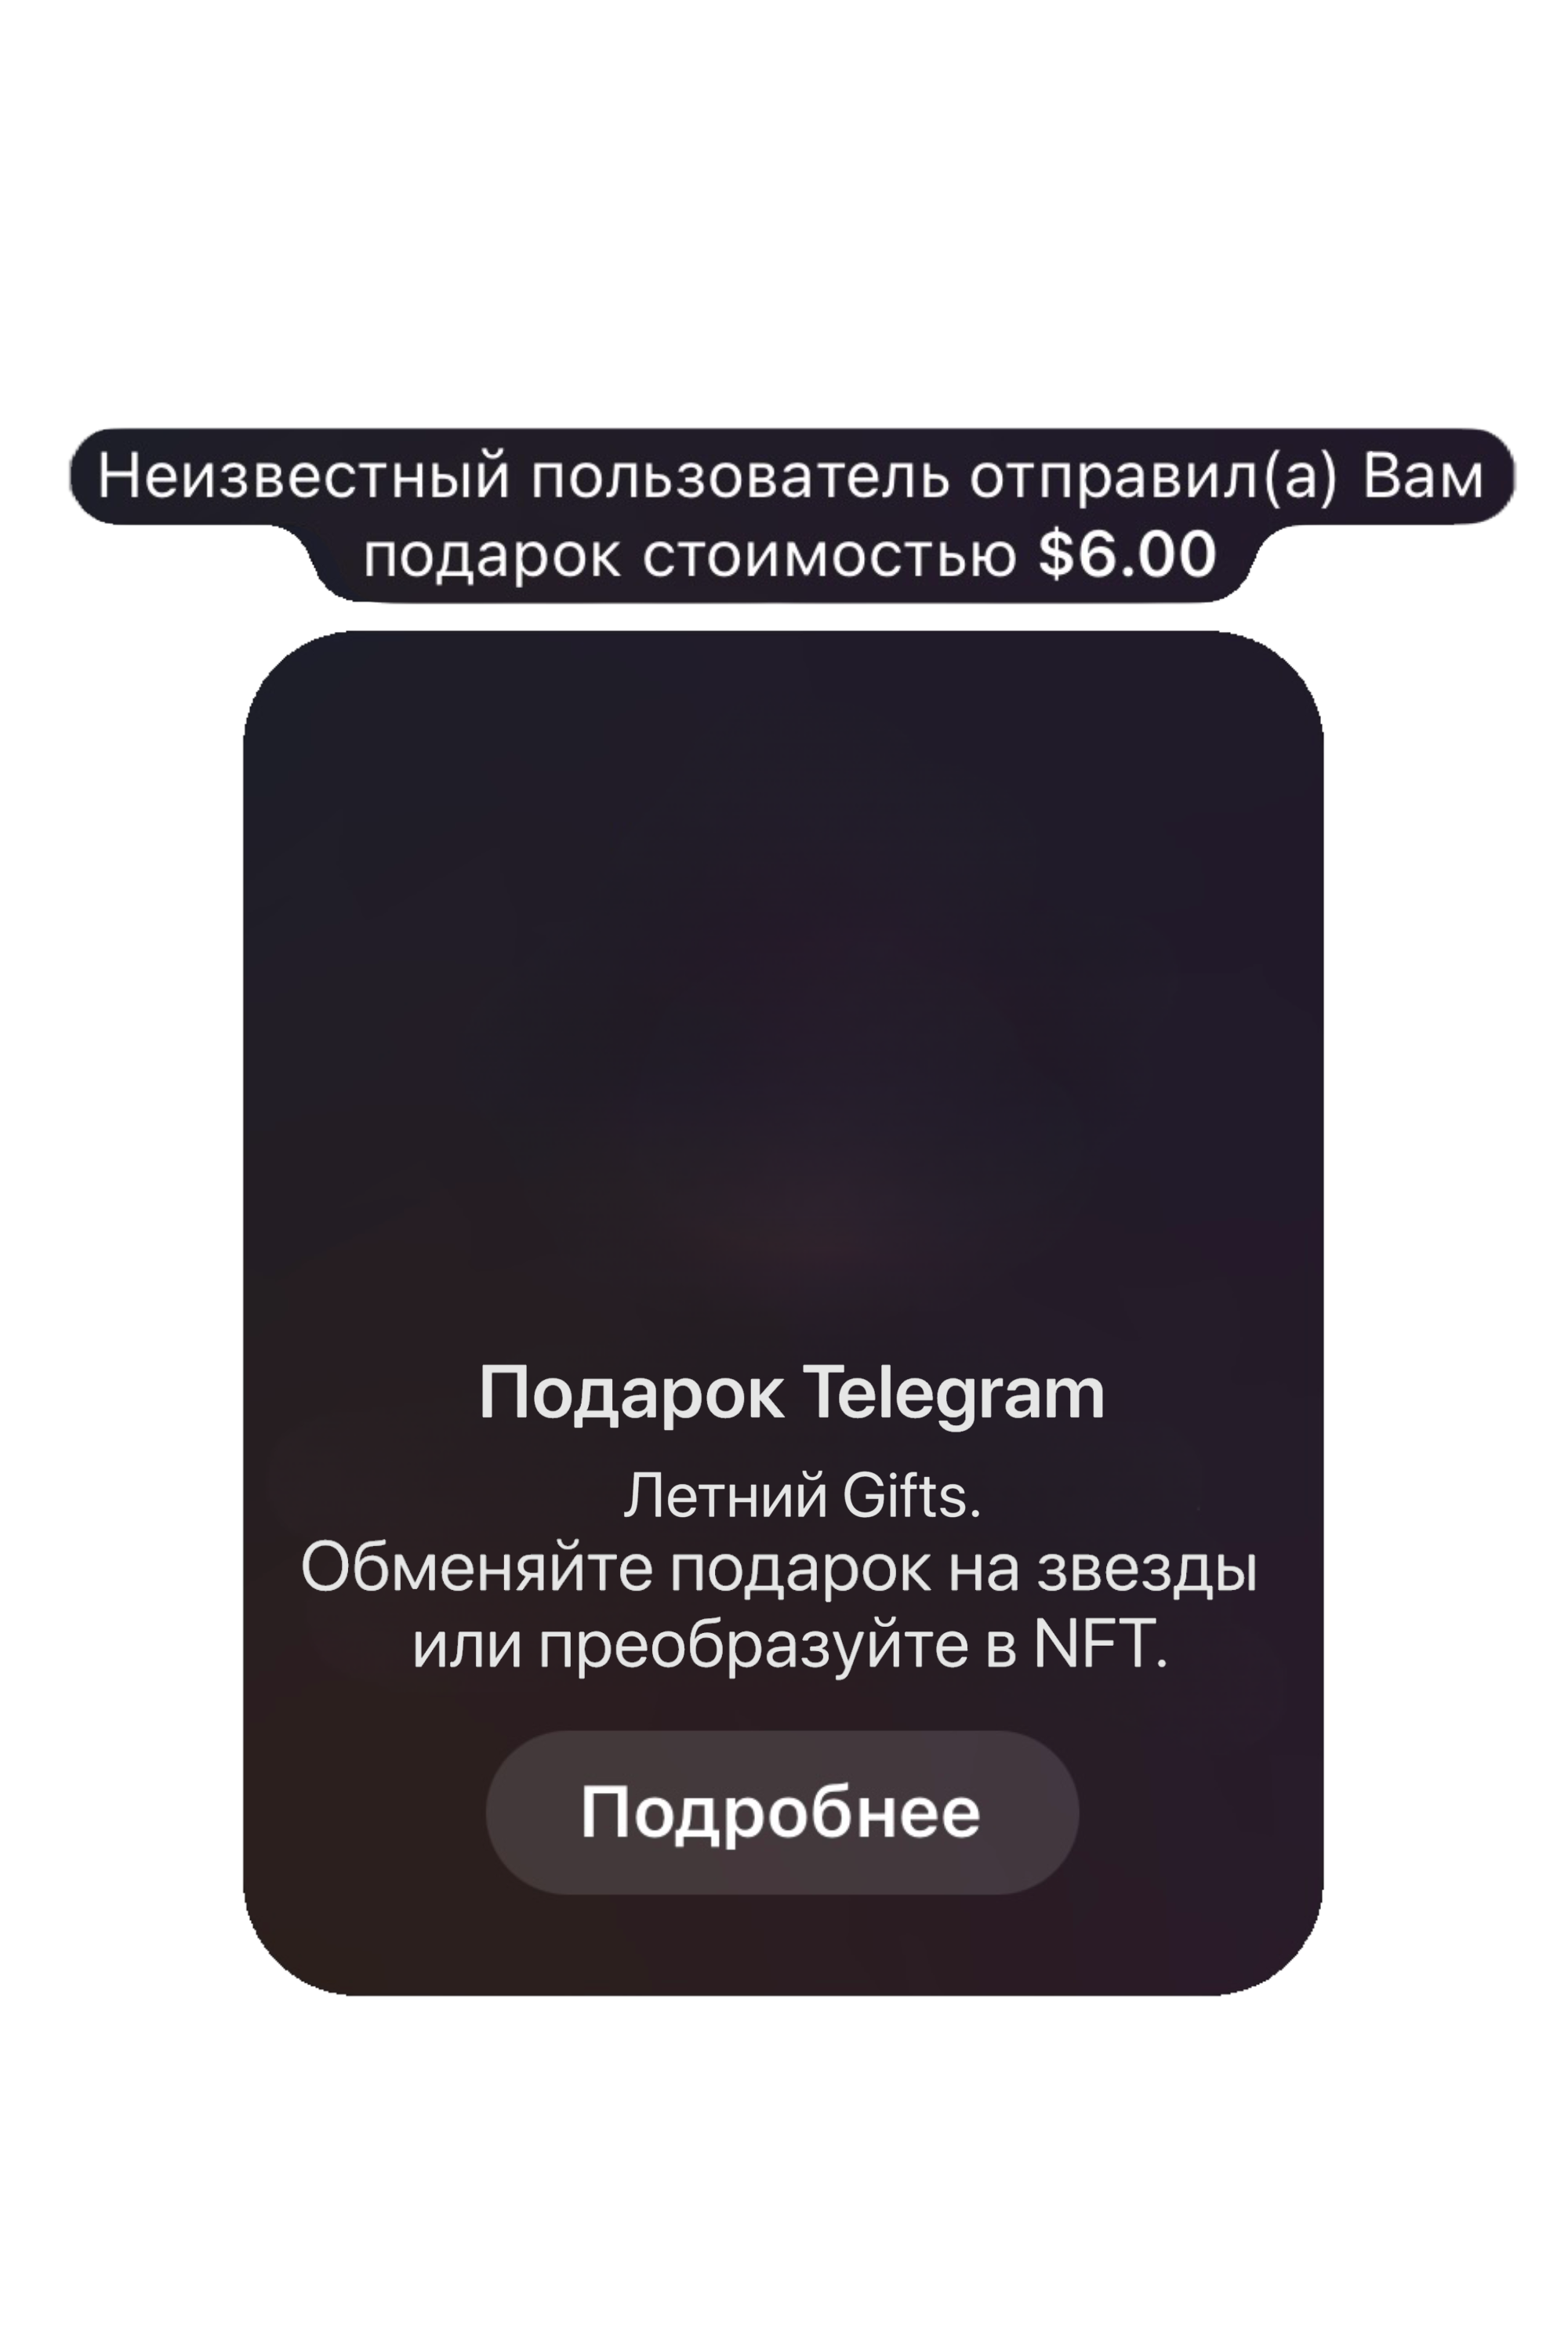 Неизвестный пользователь отправил(а) Вам
подарок стоимостью $6.00
Подарок Telegram
Летний Gifts.
Обменяйте подарок на звезды
или преобразуйте в NFT.
Подробнее